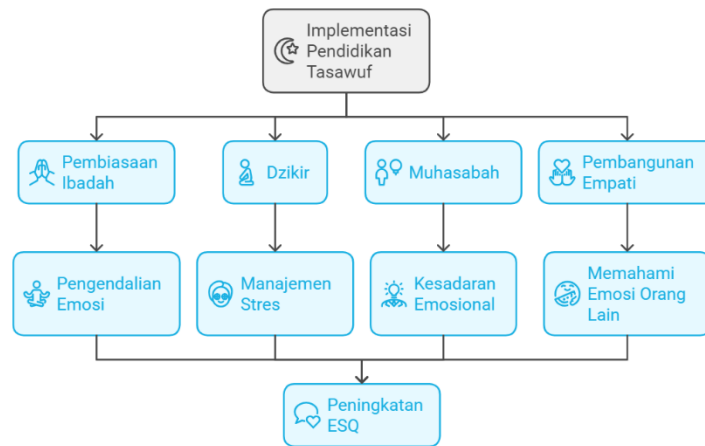 Implementasi
Pendidikan
Tasawuf
Pembiasaan
Ibadah
Dzikir
Muhasabah
Pembangunan
Empati
Pengendalian
Emosi
Manajemen
Stres
Kesadaran
Emosional
Memahami
Emosi Orang
Lain
Peningkatan
ESQ